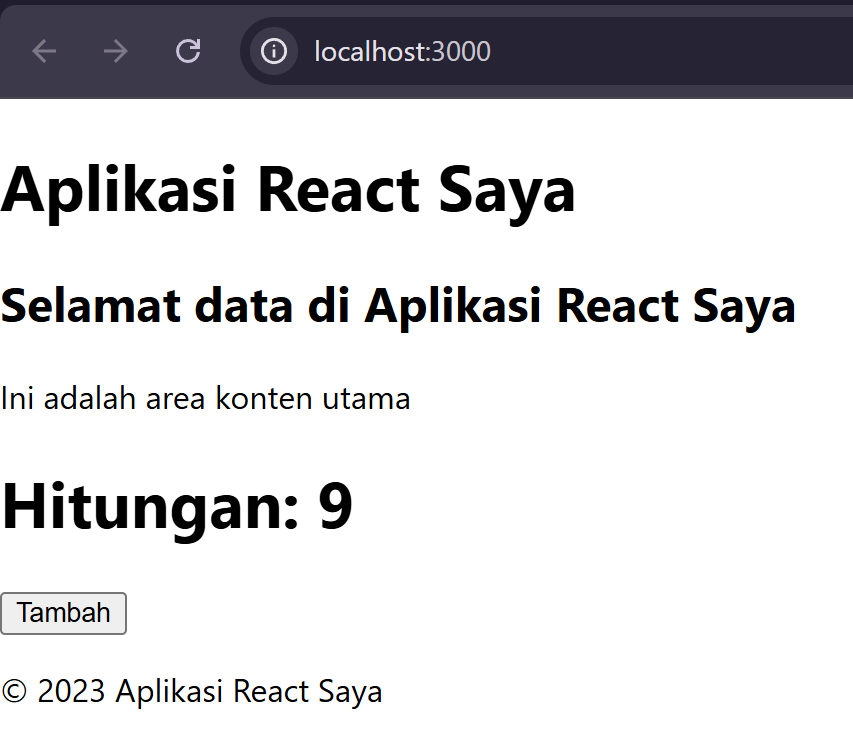 localhost:3000
Aplikasi React Saya
Selamat data di Aplikasi React Saya
Ini adalah area konten utama
Hitungan: 9
Tambah
© 2023 Aplikasi React Saya